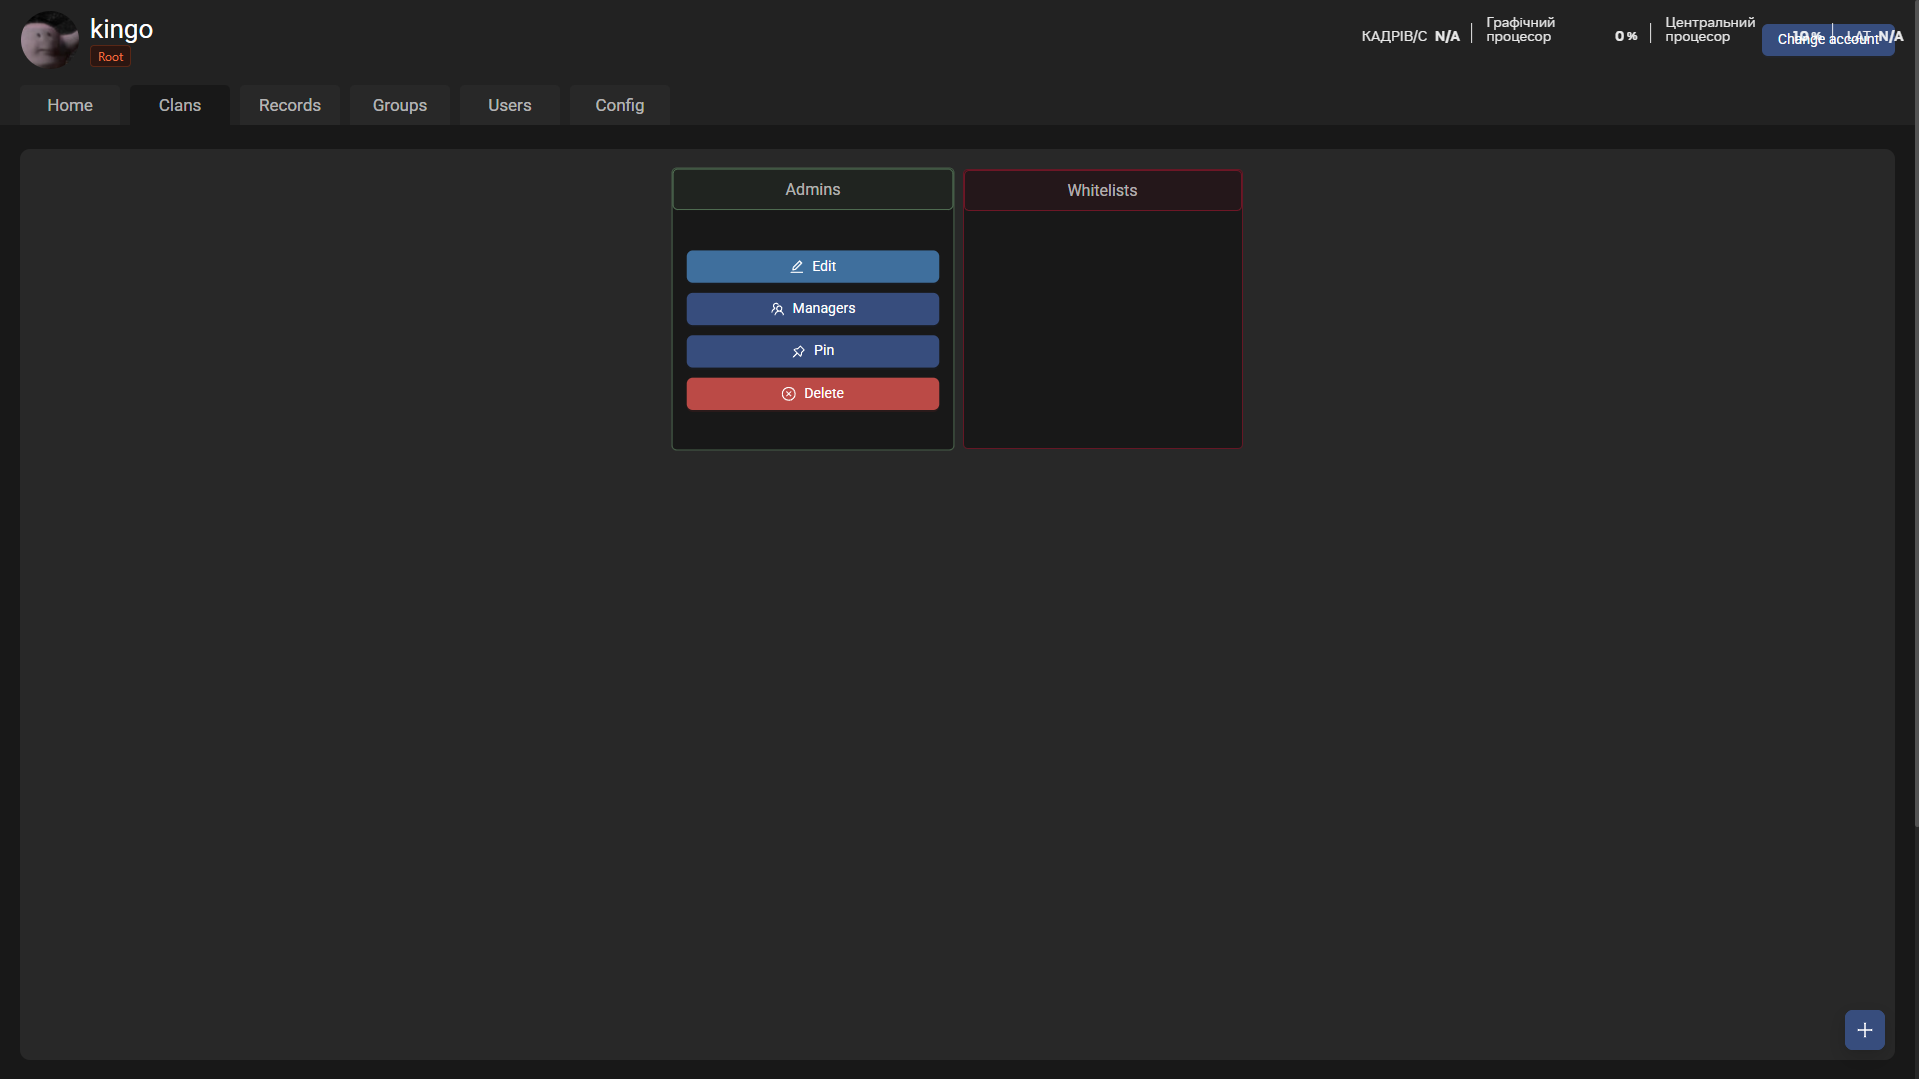 kingo
Root
КАДРІВ/С N/A
Графічний
процесор
0 %
Центральний
процесор
10 %
LAT N/A
Change account
Home
Clans
Records
Groups
Users
Config
Admins
Whitelists
Edit
Managers
Pin
Delete